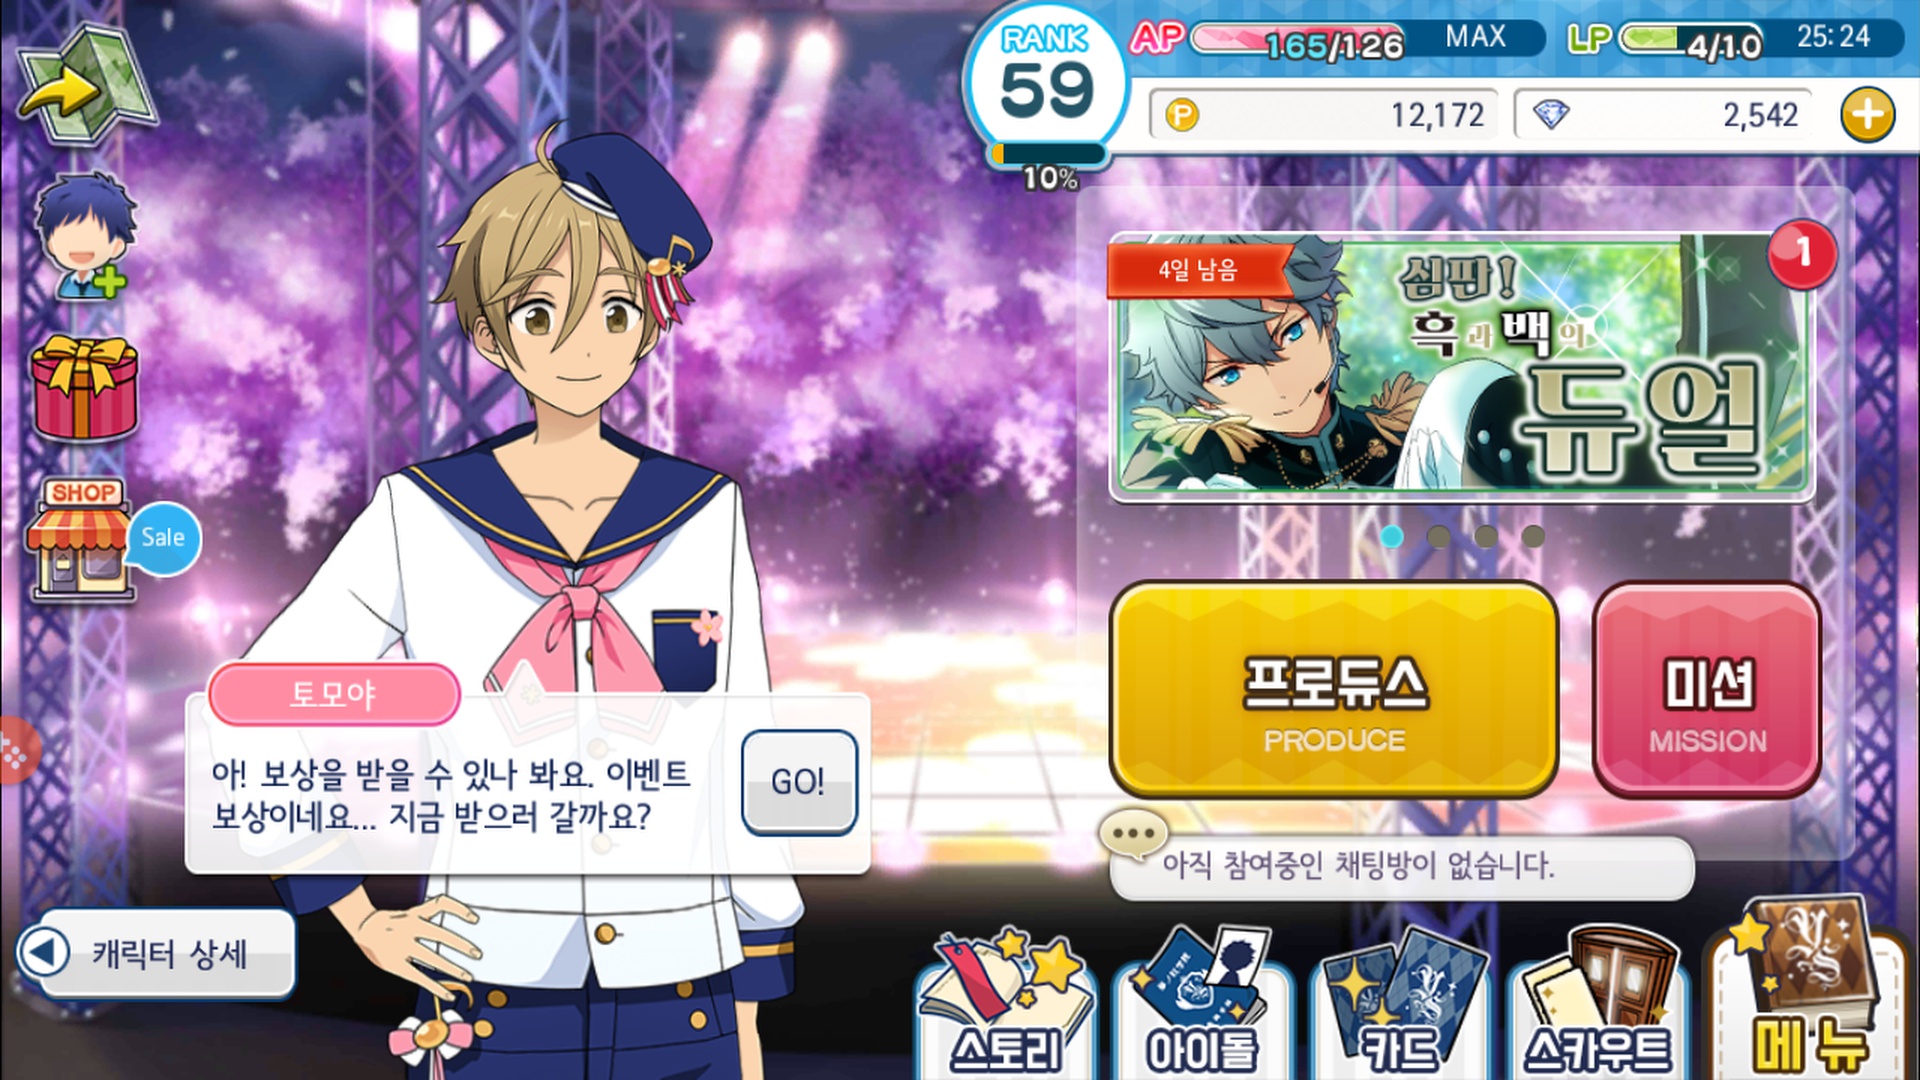 RANK
59
10%
AP
165/126
MAX
LP
4/10
25:24
P
12,172
2,542
4일 남음
1
심판!
흑과 백의
듀얼
SHOP
Sale
프로듀스
PRODUCE
미션
MISSION
토모야
아! 보상을 받을 수 있나 봐요. 이벤트
보상이네요... 지금 받으러 갈까요?
GO!
아직 참여중인 채팅방이 없습니다.
캐릭터 상세
스토리
아이돌
카드
스카우트
메뉴